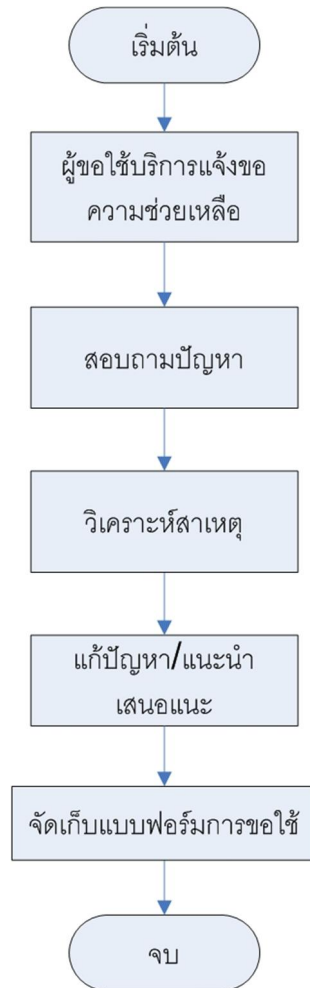 เริ่มต้น
ผู้ขอใช้บริการแจ้งขอ
ความช่วยเหลือ
สอบถามปัญหา
วิเคราะห์สาเหตุ
แก้ปัญหา/แนะนำ
เสนอแนะ
จัดเก็บแบบฟอร์มการขอใช้
จบ